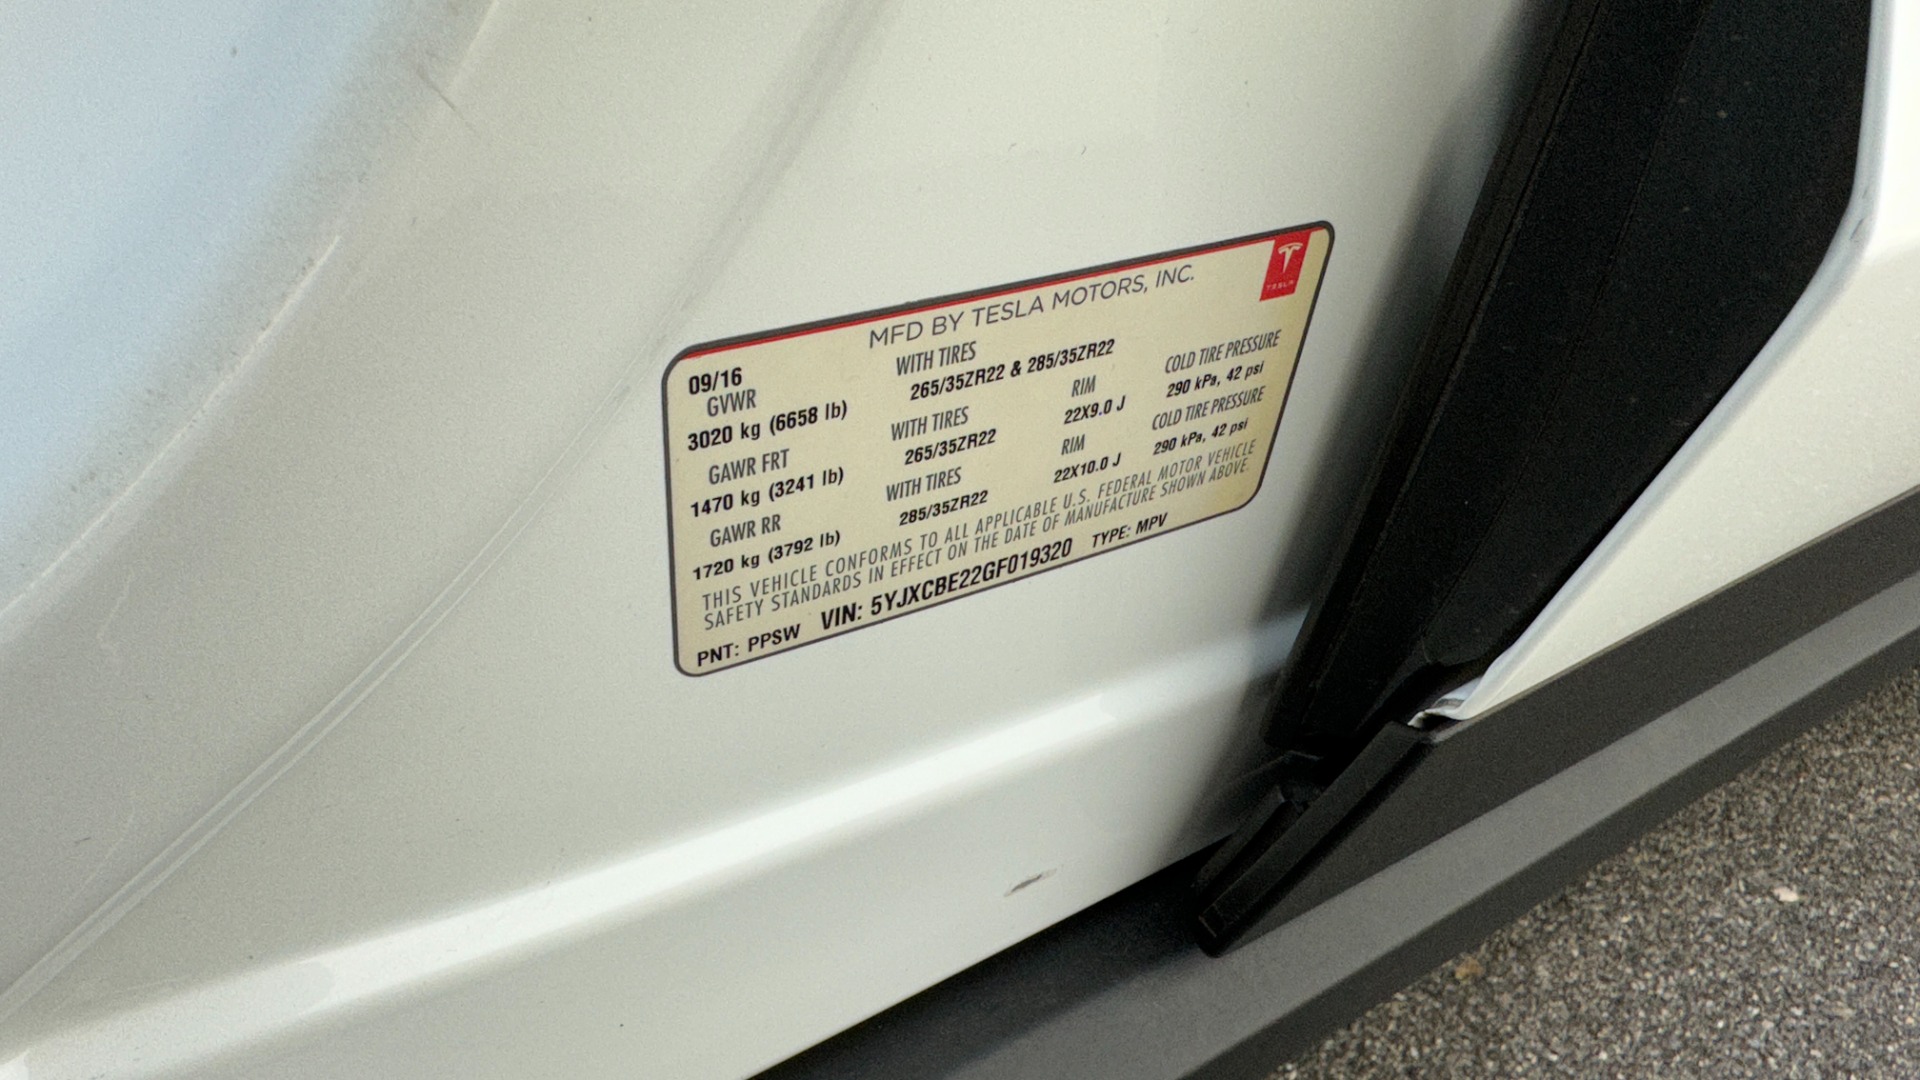 MFD BY TESLA MOTORS, INC.
TESLA
09/16
GVWR WITH TIRES
3020 kg (6658 lb) 265/35ZR22 & 285/35ZR22
GAWR FRT WITH TIRES RIM COLD TIRE PRESSURE
1470 kg (3241 lb) 265/35ZR22 22X9.0 J 290 kPa, 42 psi
GAWR RR WITH TIRES RIM COLD TIRE PRESSURE
1720 kg (3792 lb) 285/35ZR22 22X10.0 J 290 kPa, 42 psi
THIS VEHICLE CONFORMS TO ALL APPLICABLE U.S. FEDERAL MOTOR VEHICLE
SAFETY STANDARDS IN EFFECT ON THE DATE OF MANUFACTURE SHOWN ABOVE.
PNT: PPSW VIN: 5YJXCBE22GF019320 TYPE: MPV